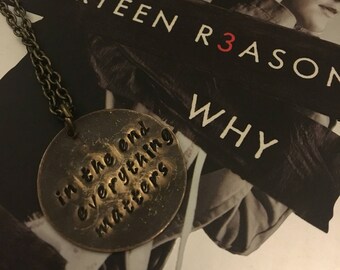 RTEEN R3ASON
WHY
in the end
everything
matters